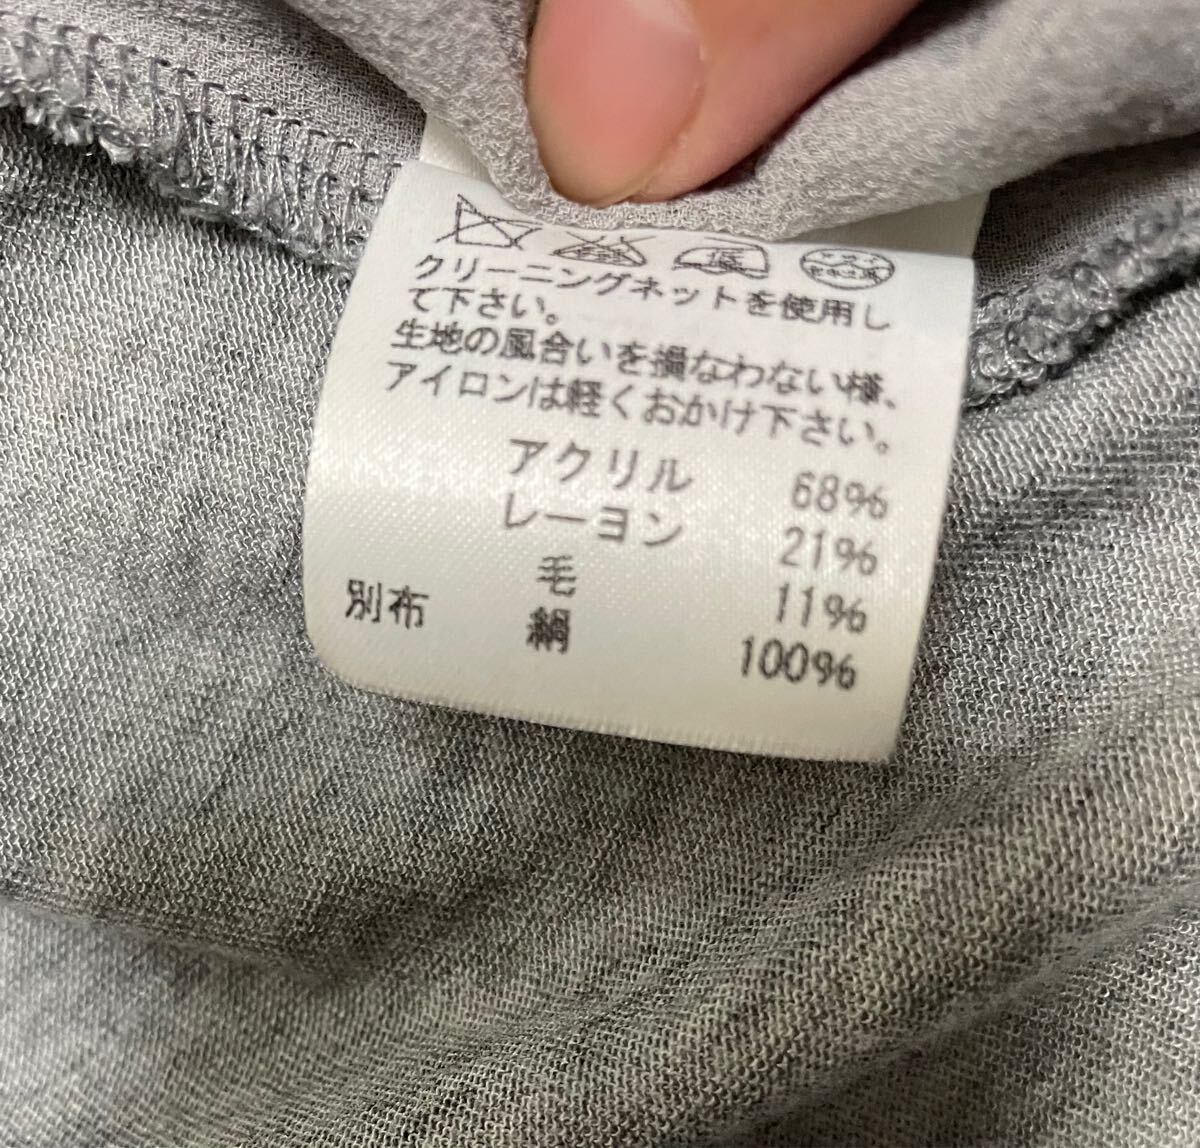 低
クリーニングネットを使用し
て下さい。
生地の風合いを損なわない様、
アイロンは軽くおかけ下さい。
アクリル 68%
レーヨン 21%
毛 11%
別布 綿 100%